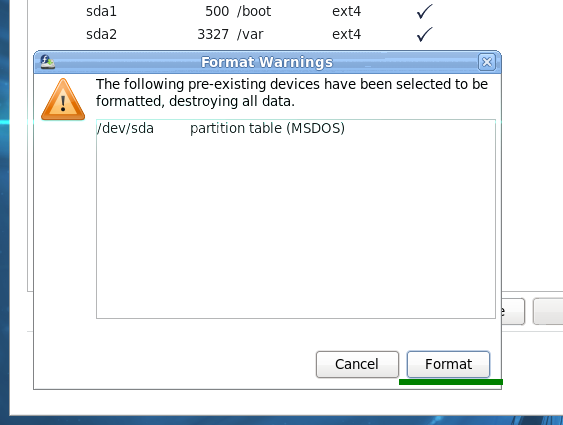 sda1 500 /boot ext4
sda2 3327 /var ext4
Format Warnings
The following pre-existing devices have been selected to be
formatted, destroying all data.
/dev/sda partition table (MSDOS)
Cancel Format